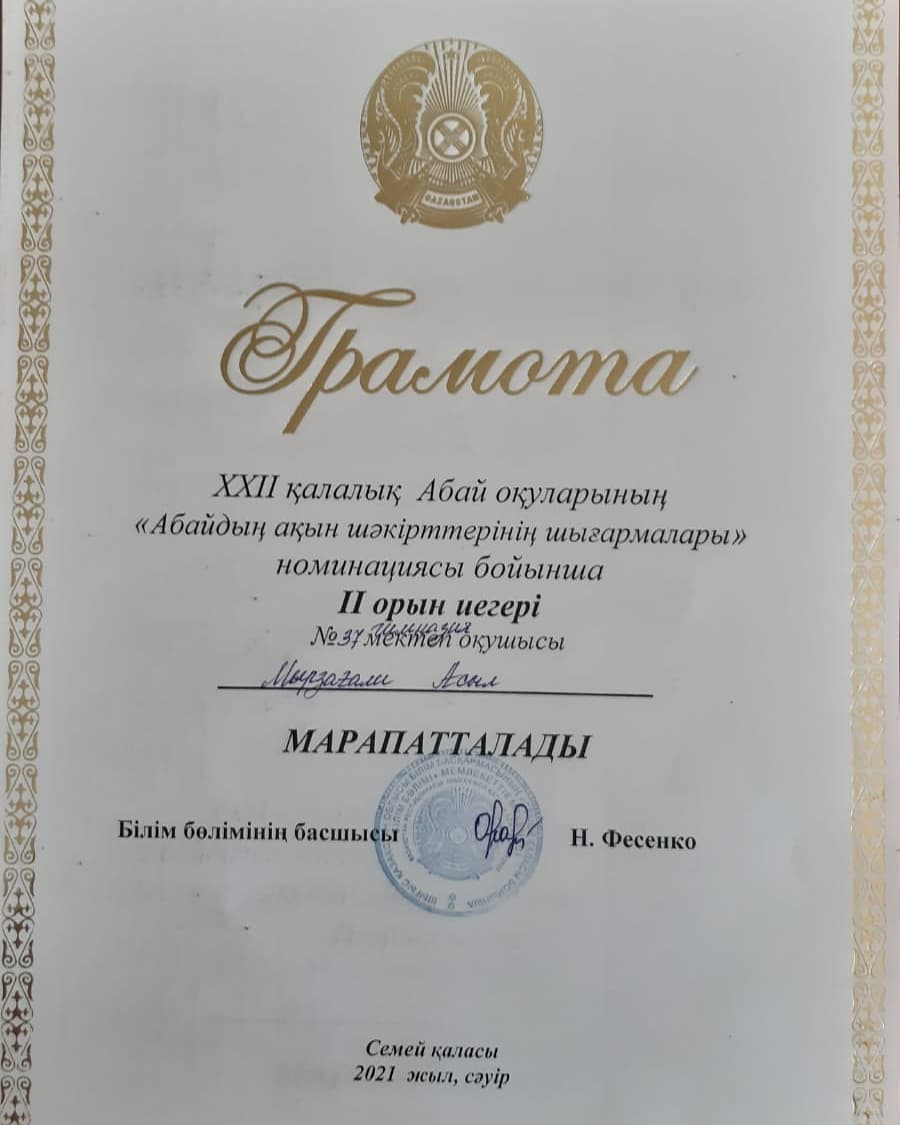 QAZAQSTAN
Грамота
XXII қалалық Абай оқуларының
«Абайдың ақын шәкірттерінің шығармалары»
номинациясы бойынша
II орын иегері
гимназия
№37 мектеп оқушысы
Мырзағали Асыл
МАРАПАТТАЛАДЫ
Білім бөлімінің басшысы Н. Фесенко
Семей қаласы
2021 жыл, сәуір